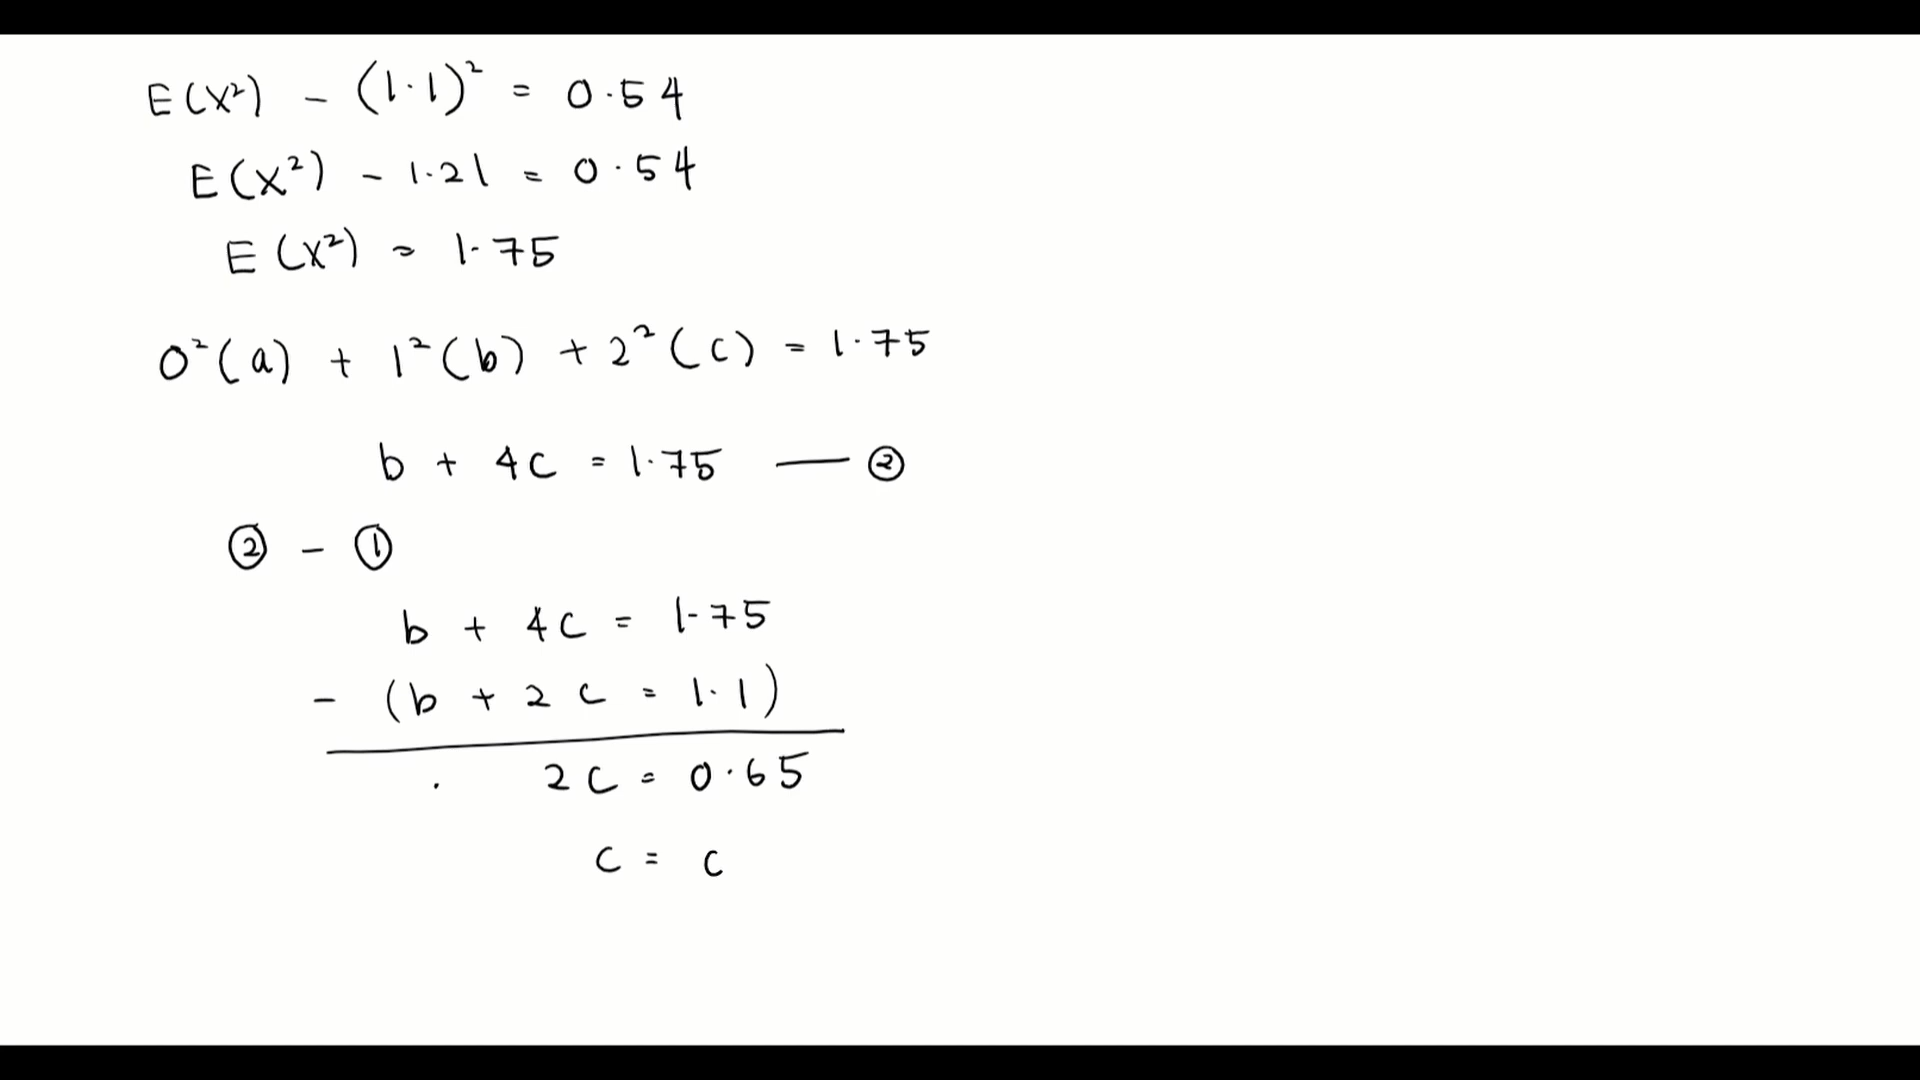 E(X²) - (1.1)² = 0.54
E(X²) - 1.21 = 0.54
E(X²) = 1.75
0²(a) + 1²(b) + 2²(c) = 1.75
b + 4c = 1.75 — ②
② - ①
b + 4c = 1.75
- (b + 2c = 1.1)
2c = 0.65
c = c